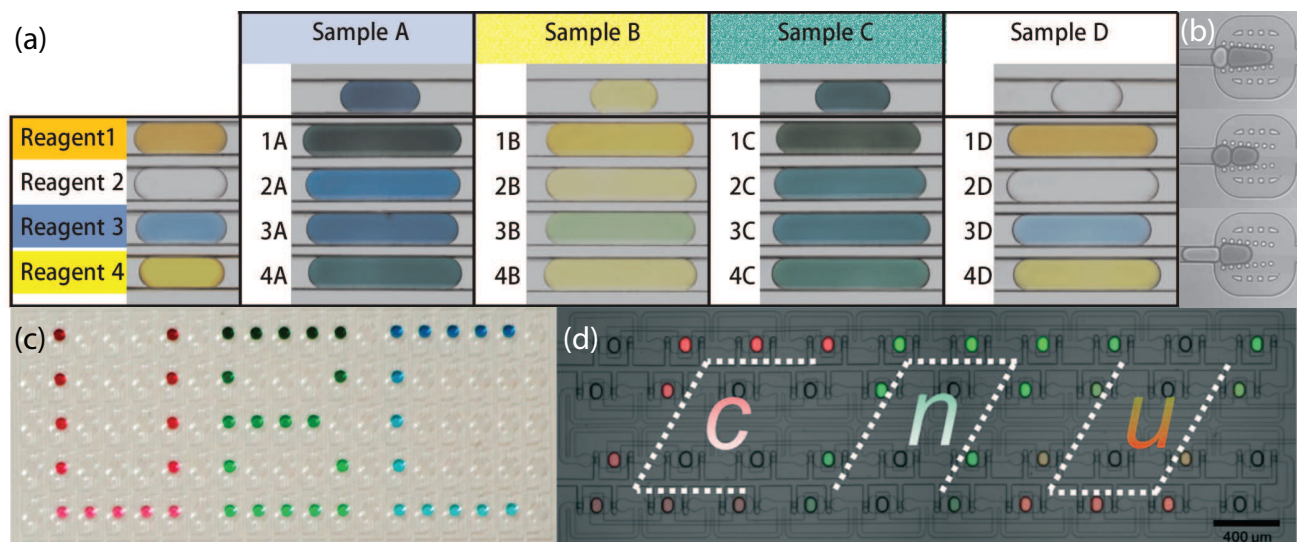 (a)
Sample A Sample B Sample C Sample D
(b)
Reagent1 1A 1B 1C 1D
Reagent 2 2A 2B 2C 2D
Reagent 3 3A 3B 3C 3D
Reagent 4 4A 4B 4C 4D
(c)
(d)
c n u
400 µm